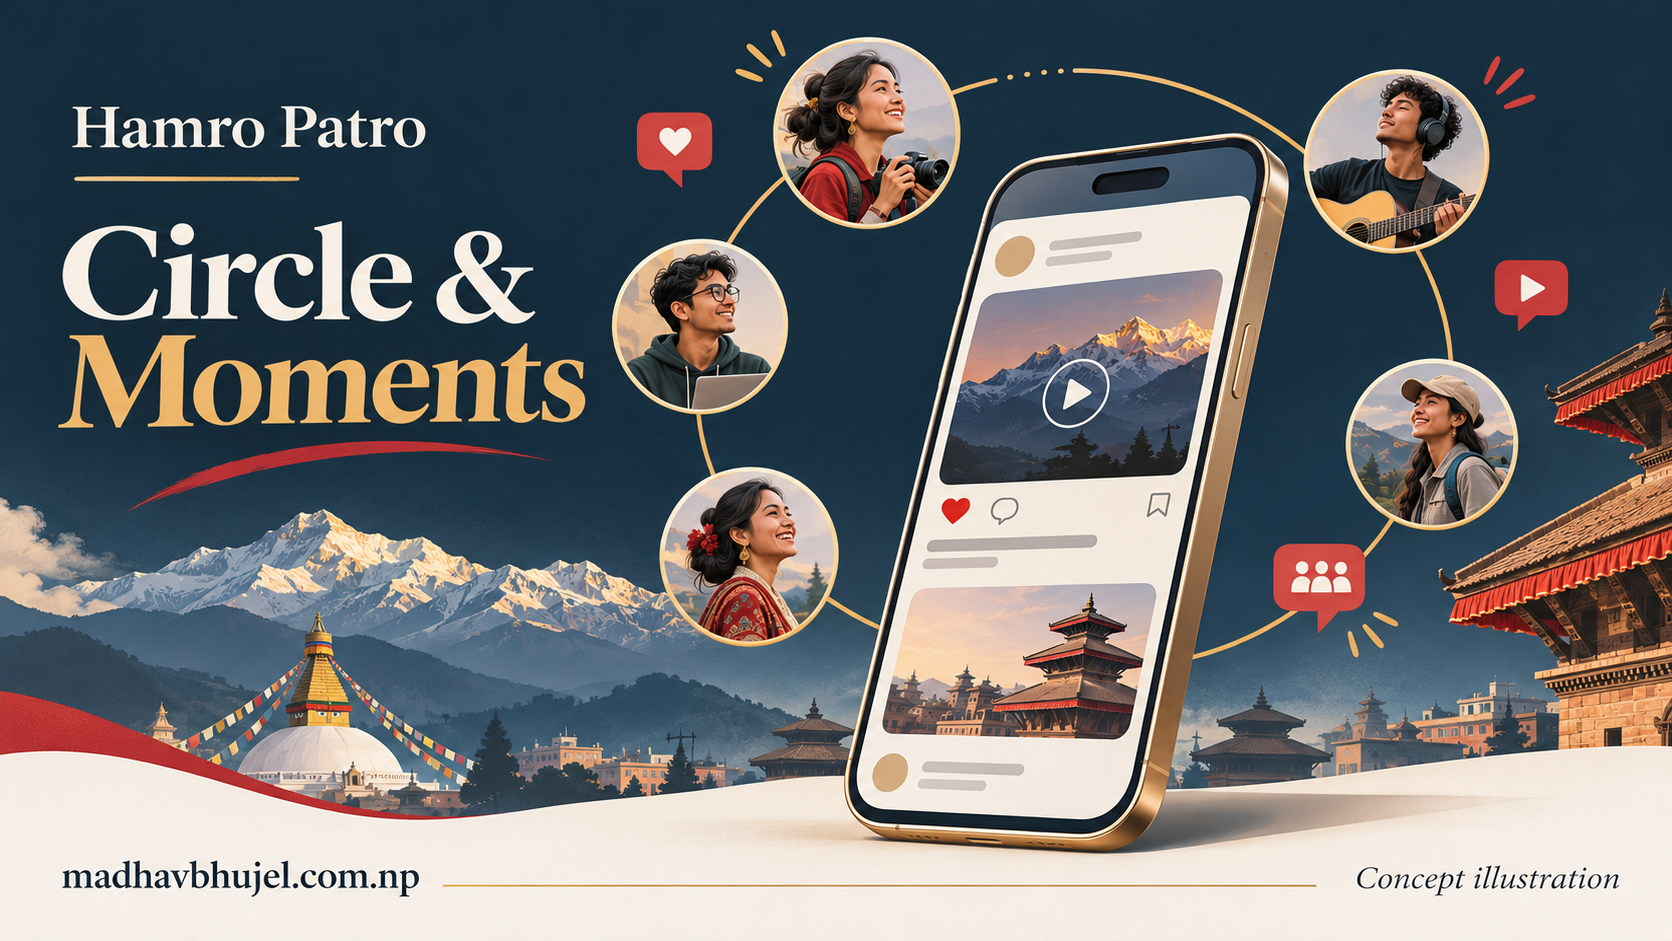 Hamro Patro
Circle &
Moments
madhavbhujel.com.np
Concept illustration